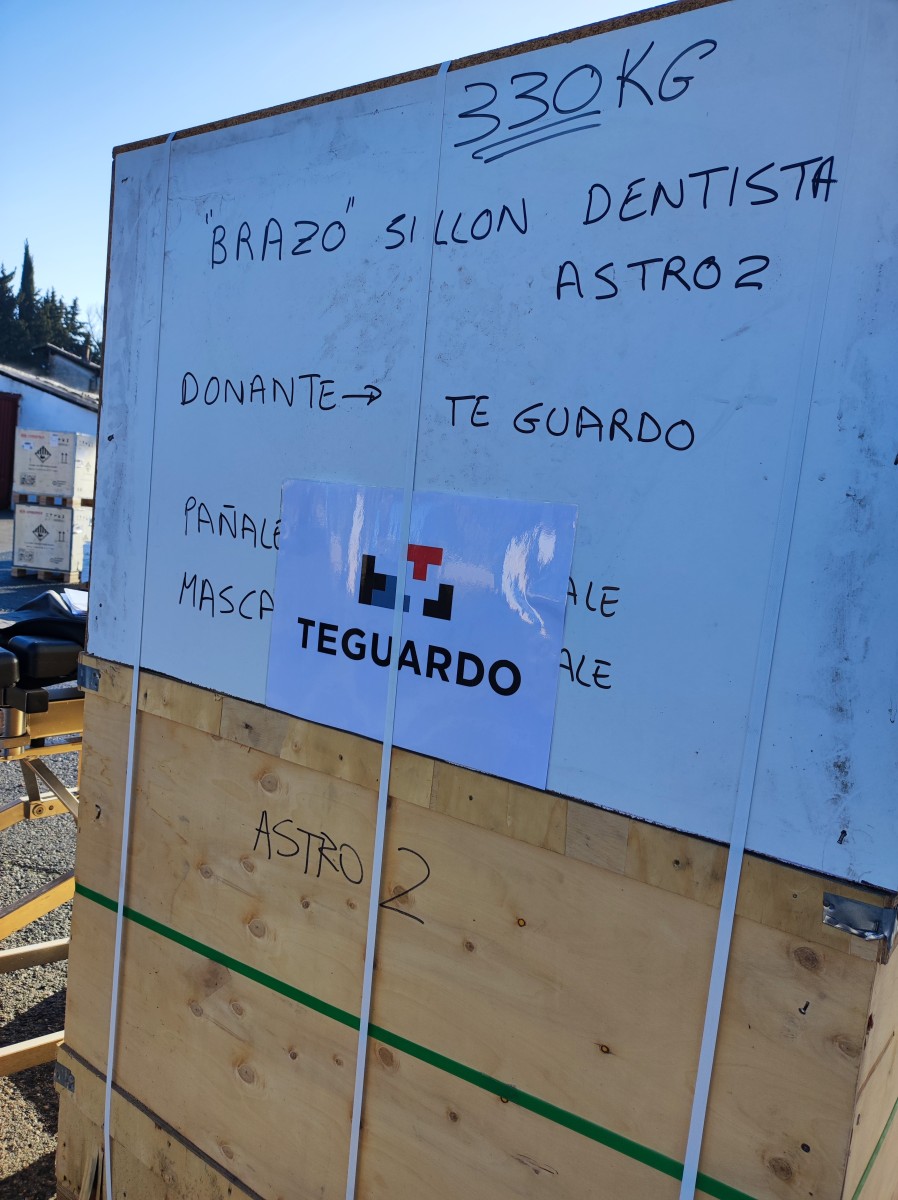 330KG
"BRAZO" SILLON DENTISTA
ASTRO2
DONANTE→ TE GUARDO
TEGUARDO
ASTRO 2